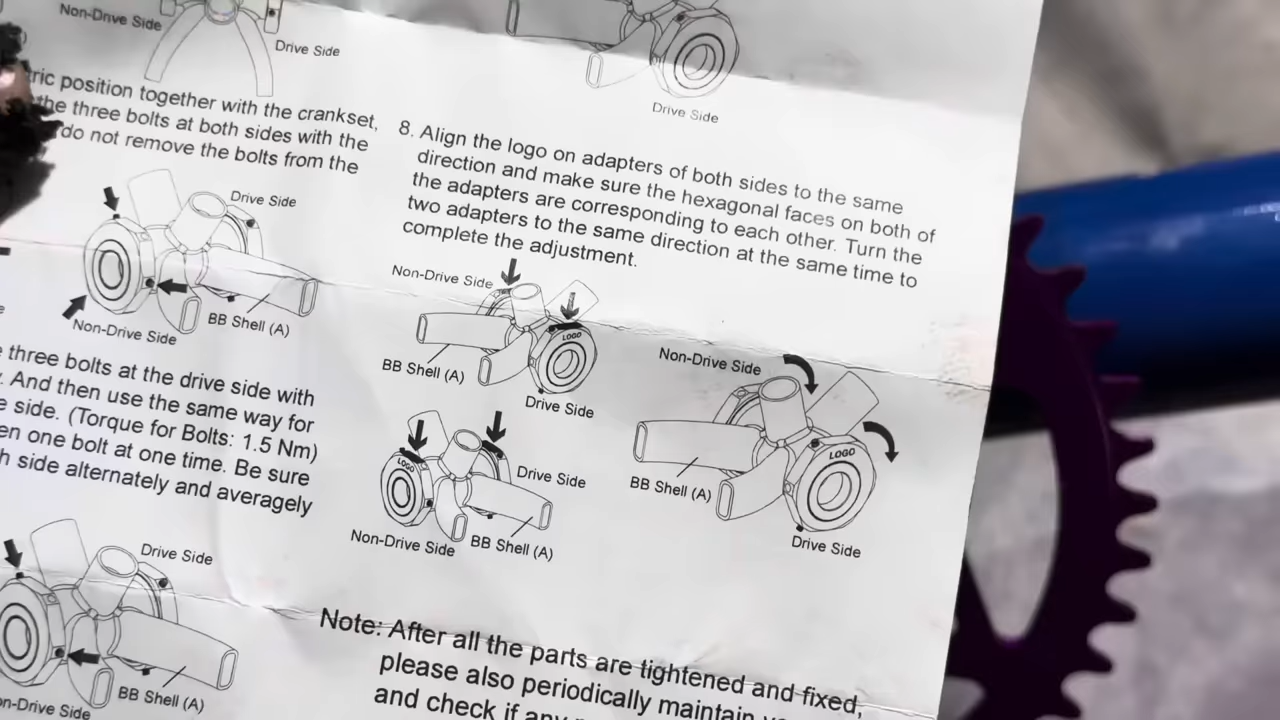 Non-Drive Side
Drive Side
ric position together with the crankset,
the three bolts at both sides with the
do not remove the bolts from the
Drive Side
BB Shell (A)
Non-Drive Side
three bolts at the drive side with
And then use the same way for
side. (Torque for Bolts: 1.5 Nm)
en one bolt at one time. Be sure
h side alternately and averagely
Drive Side
BB Shell (A)
n-Drive Side
Drive Side
8. Align the logo on adapters of both sides to the same
direction and make sure the hexagonal faces on both of
the adapters are corresponding to each other. Turn the
two adapters to the same direction at the same time to
complete the adjustment.
Non-Drive Side
LOGO
BB Shell (A)
Drive Side
LOGO
Drive Side
Non-Drive Side
BB Shell (A)
Non-Drive Side
LOGO
BB Shell (A)
Drive Side
Note: After all the parts are tightened and fixed,
please also periodically maintain
and check if any